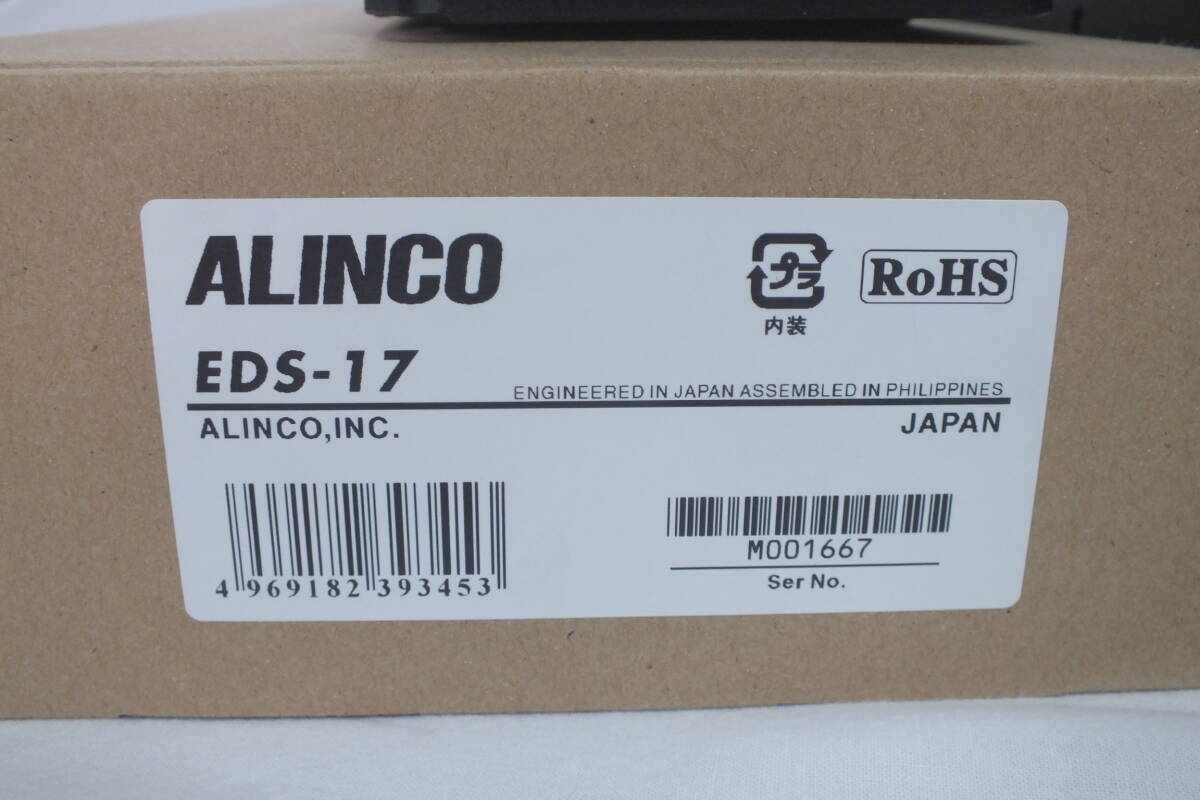 ALINCO
プラ
内装
RoHS
EDS-17
ENGINEERED IN JAPAN ASSEMBLED IN PHILIPPINES
ALINCO,INC.
JAPAN
4 969182 393453
M001667
Ser No.